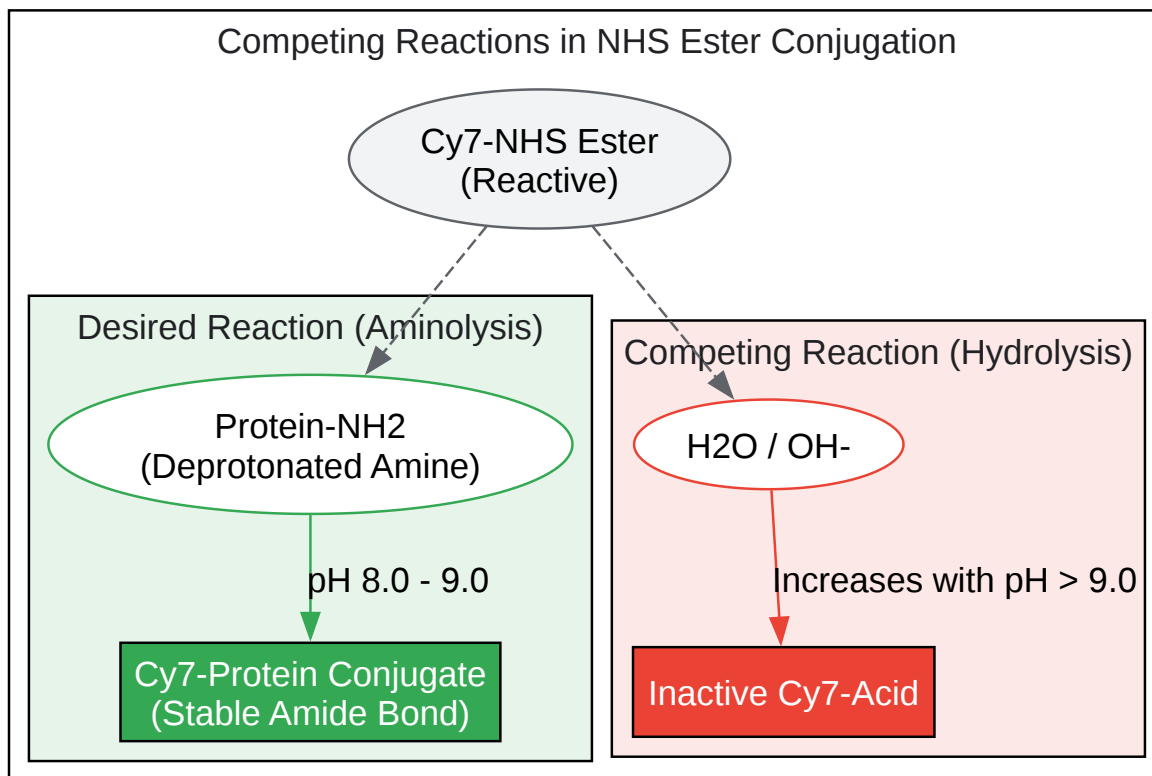 Competing Reactions in NHS Ester Conjugation
Cy7-NHS Ester
(Reactive)
Desired Reaction (Aminolysis)
Protein-NH2
(Deprotonated Amine)
pH 8.0 - 9.0
Cy7-Protein Conjugate
(Stable Amide Bond)
Competing Reaction (Hydrolysis)
H2O / OH-
Increases with pH > 9.0
Inactive Cy7-Acid